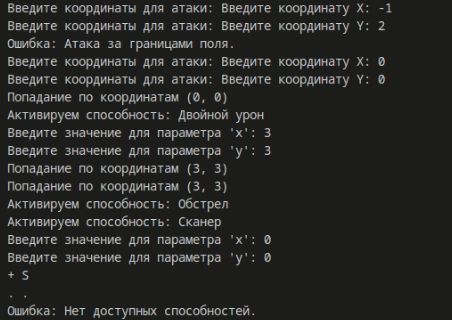 Введите координаты для атаки: Введите координату X: -1
Введите координаты для атаки: Введите координату Y: 2
Ошибка: Атака за границами поля.
Введите координаты для атаки: Введите координату X: 0
Введите координаты для атаки: Введите координату Y: 0
Попадание по координатам (0, 0)
Активируем способность: Двойной урон
Введите значение для параметра 'x': 3
Введите значение для параметра 'y': 3
Попадание по координатам (3, 3)
Попадание по координатам (3, 3)
Активируем способность: Обстрел
Активируем способность: Сканер
Введите значение для параметра 'x': 0
Введите значение для параметра 'y': 0
+ S
. .
Ошибка: Нет доступных способностей.